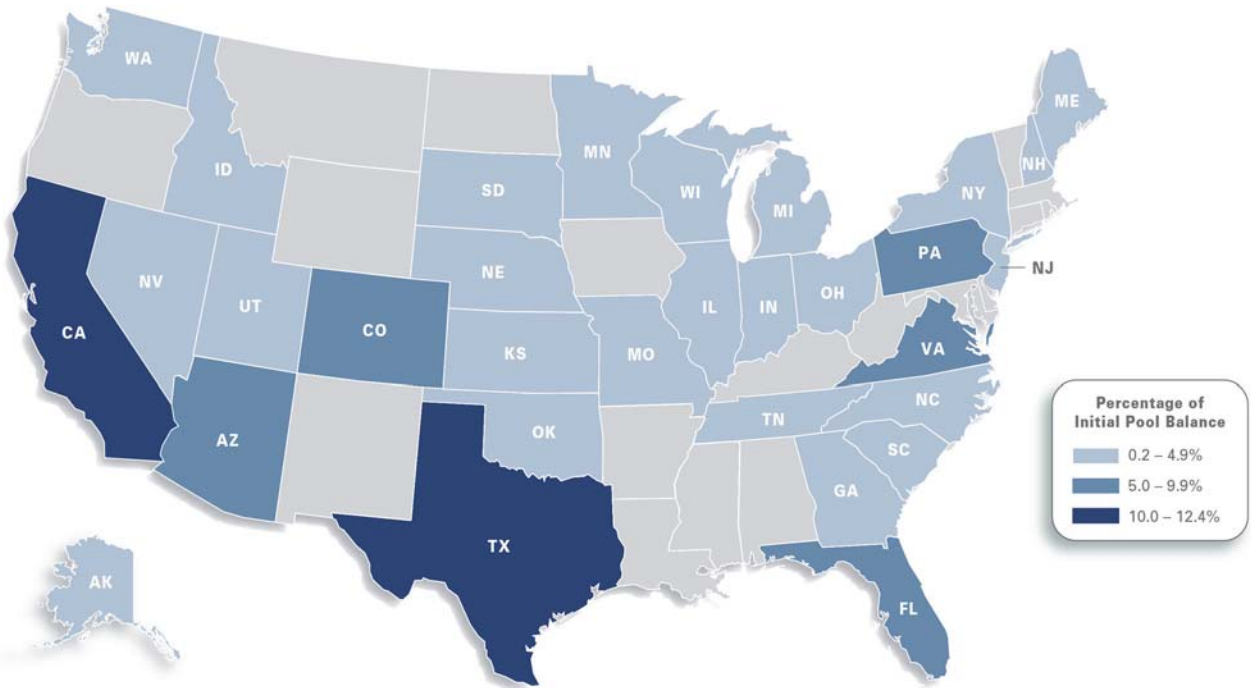 WA
ME
MN
ID
NH
SD
WI
NY
MI
PA
NJ
NE
NV
IL
IN
OH
UT
CA
CO
VA
KS
MO
NC
TN
OK
AZ
SC
GA
TX
AK
FL
Percentage of
Initial Pool Balance
0.2 – 4.9%
5.0 – 9.9%
10.0 – 12.4%